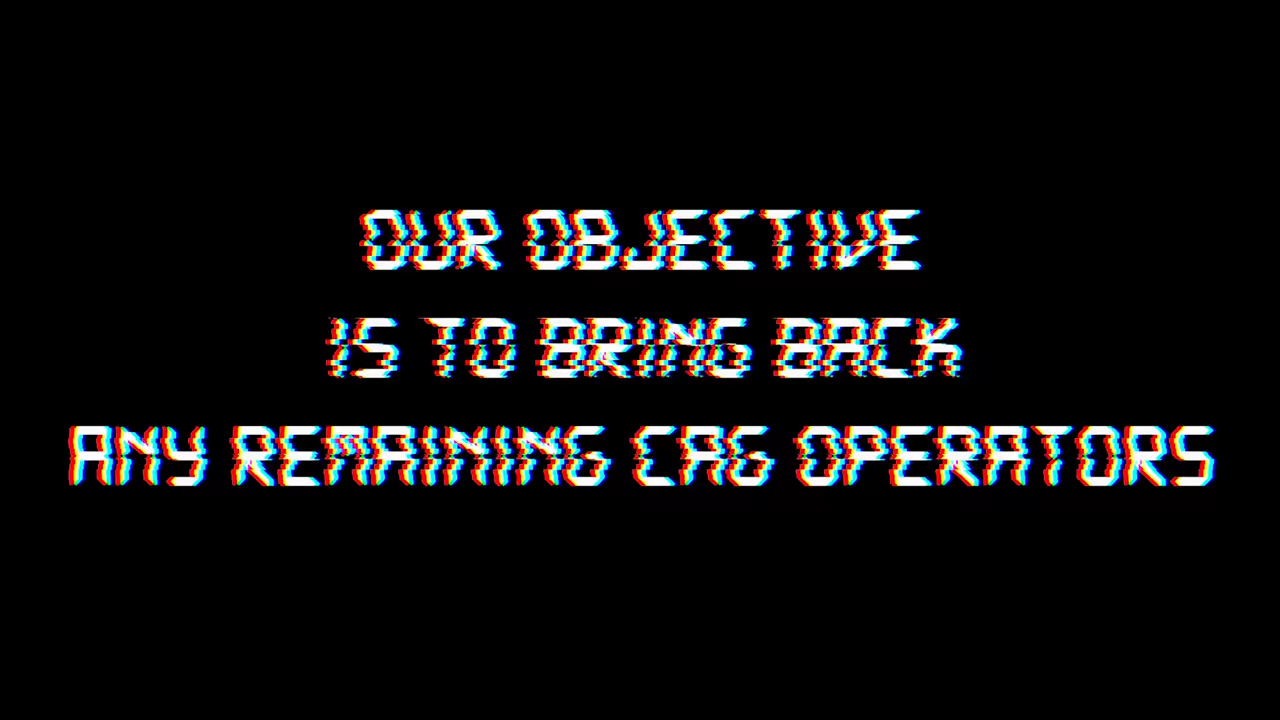 OUR OBJECTIVE
IS TO BRING BACK
ANY REMAINING CAG OPERATORS